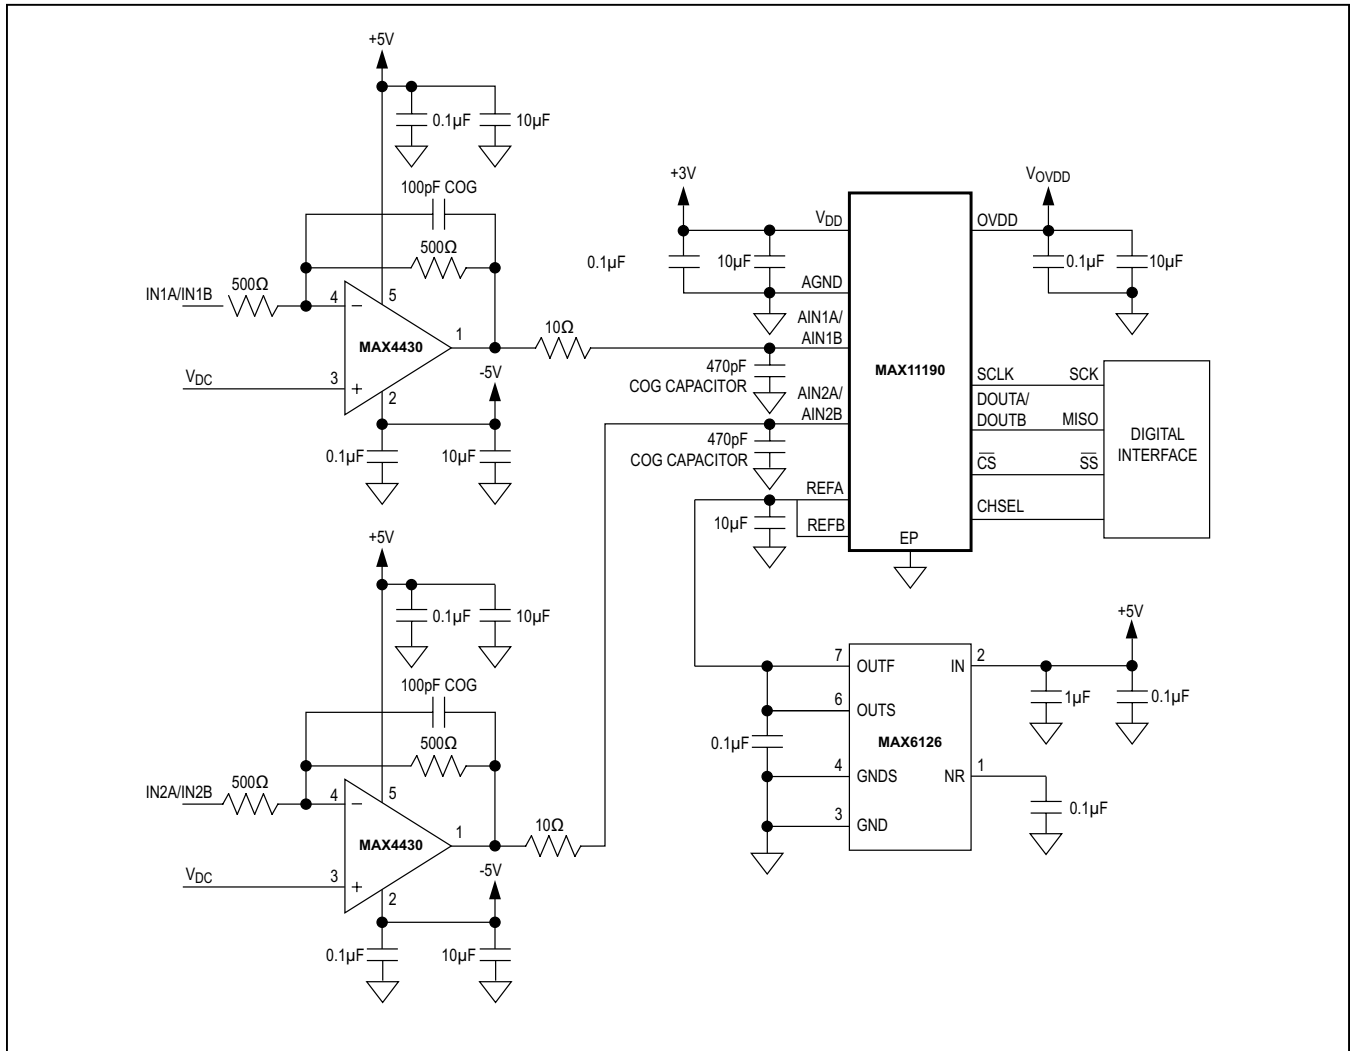 +5V
0.1µF
10µF
100pF COG
500Ω
500Ω
IN1A/IN1B
4
−
5
MAX4430
1
10Ω
VDC
3
+
2
-5V
0.1µF
10µF
+3V
VDD
0.1µF
10µF
AGND
AIN1A/
AIN1B
470pF
COG CAPACITOR
AIN2A/
AIN2B
470pF
COG CAPACITOR
REFA
10µF
REFB
MAX11190
EP
VOVDD
OVDD
0.1µF
10µF
SCLK
SCK
DOUTA/
DOUTB
MISO
CS
SS
CHSEL
DIGITAL
INTERFACE
+5V
0.1µF
10µF
100pF COG
500Ω
500Ω
IN2A/IN2B
4
−
5
MAX4430
1
10Ω
VDC
3
+
2
-5V
0.1µF
10µF
+5V
7
OUTF
IN
2
1µF
0.1µF
6
OUTS
MAX6126
0.1µF
4
GNDS
NR
1
0.1µF
3
GND